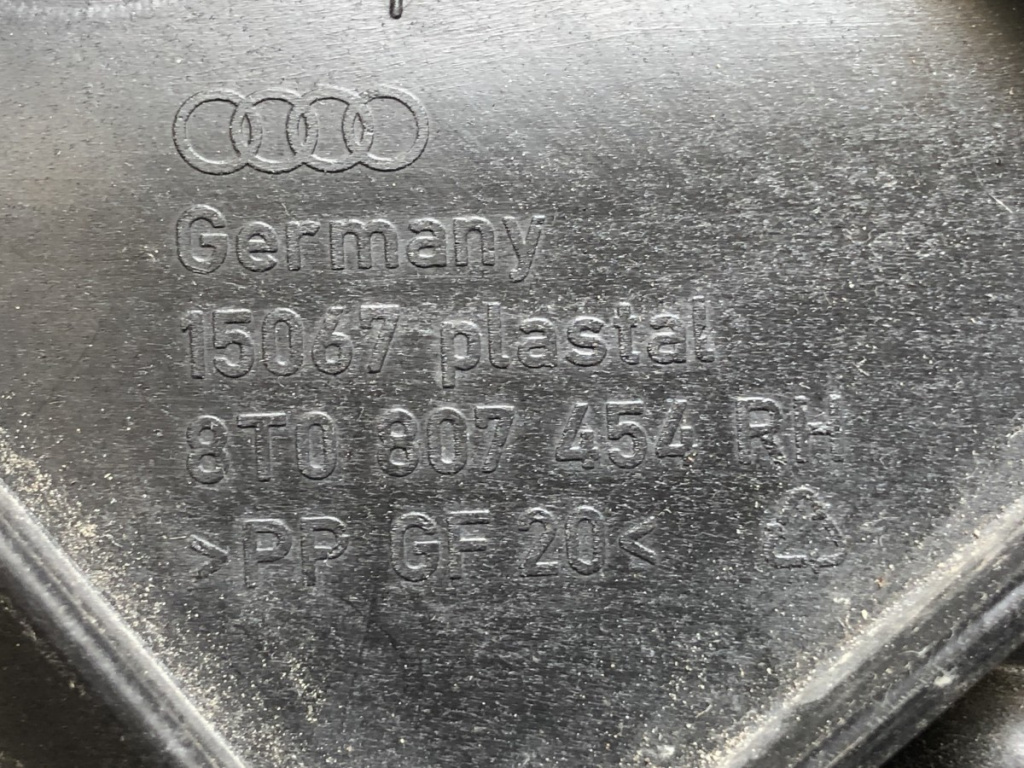 Germany
15067 plastal
8T0 807 454 RH
>PP GF 20<